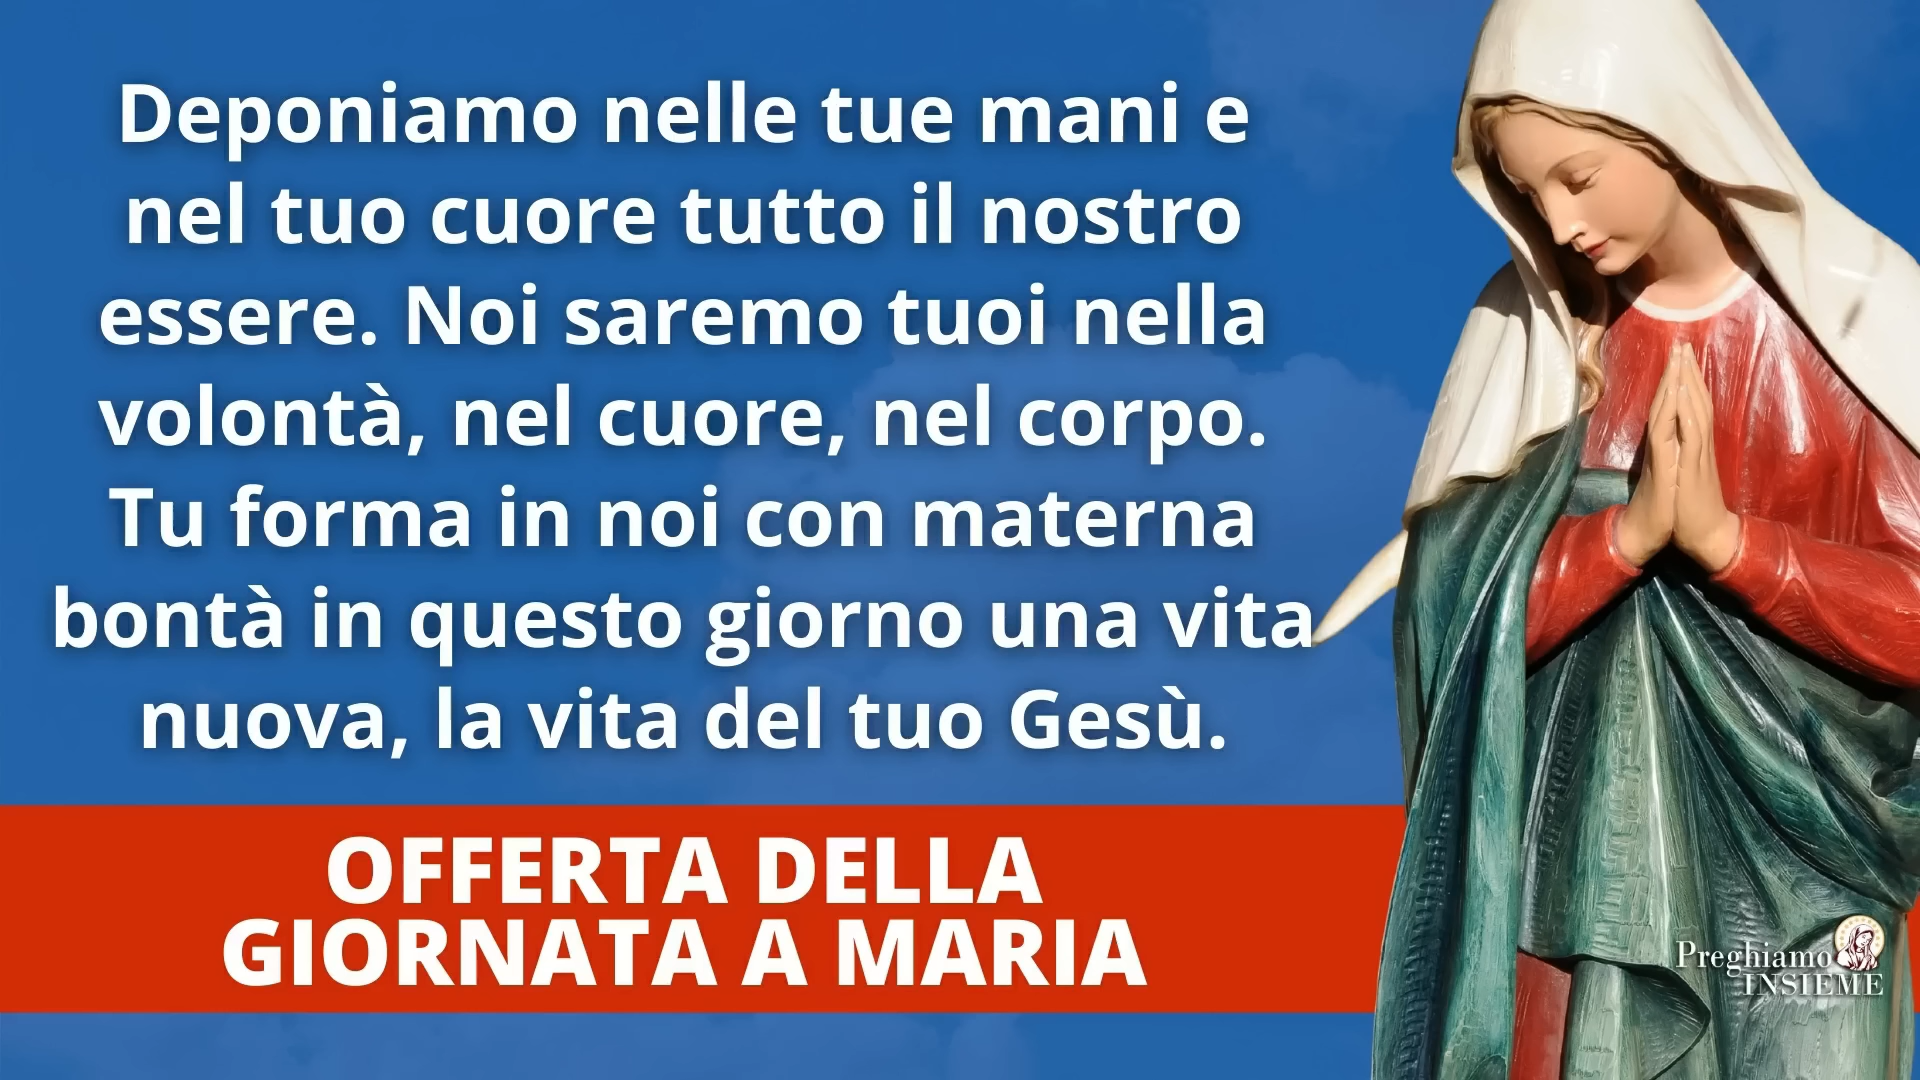 Deponiamo nelle tue mani e
nel tuo cuore tutto il nostro
essere. Noi saremo tuoi nella
volontà, nel cuore, nel corpo.
Tu forma in noi con materna
bontà in questo giorno una vita
nuova, la vita del tuo Gesù.
OFFERTA DELLA
GIORNATA A MARIA
Preghiamo
INSIEME